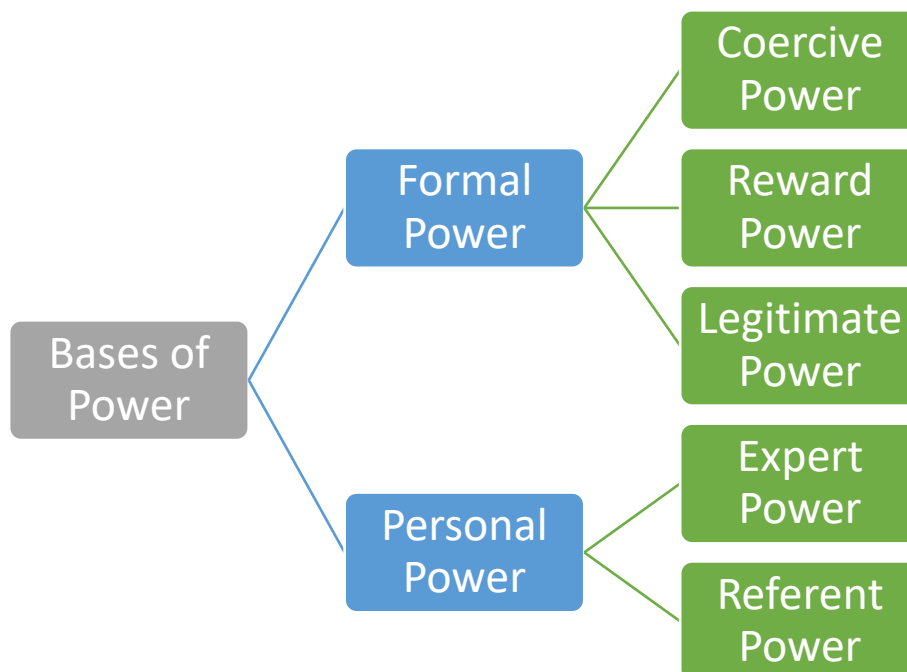 Bases of
Power
Formal
Power
Coercive
Power
Reward
Power
Legitimate
Power
Personal
Power
Expert
Power
Referent
Power